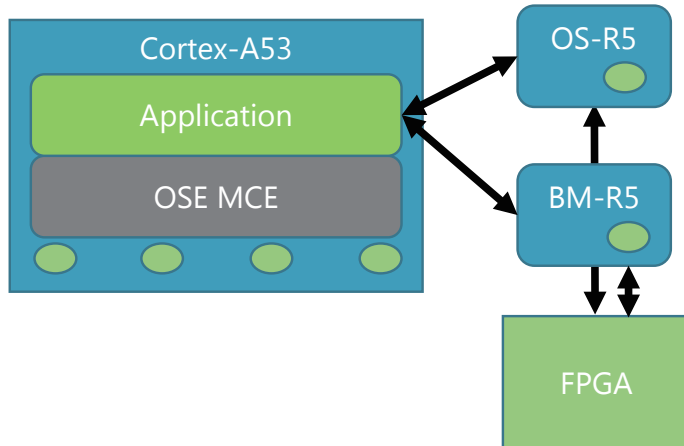 Cortex-A53
Application
OSE MCE
OS-R5
BM-R5
FPGA